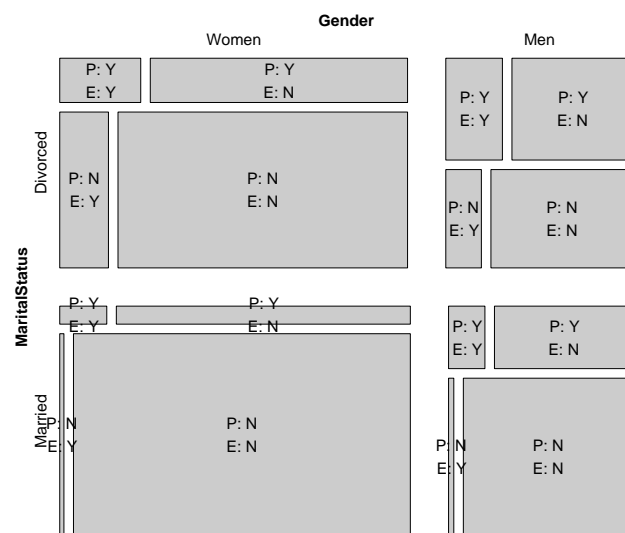 Gender
Women
Men
MaritalStatus
Divorced
P: Y
E: Y
P: Y
E: N
P: Y
E: Y
P: Y
E: N
P: N
E: Y
P: N
E: N
P: N
E: Y
P: N
E: N
Married
P: Y
E: Y
P: Y
E: N
P: Y
E: Y
P: Y
E: N
P: N
E: Y
P: N
E: N
P: N
E: Y
P: N
E: N